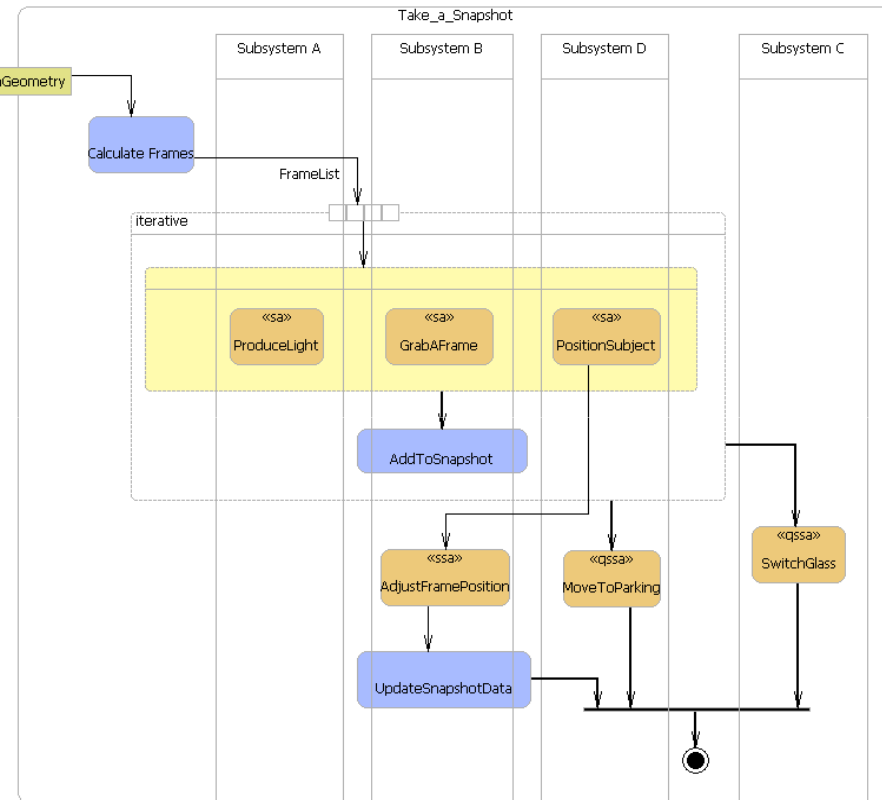 Take_a_Snapshot
Subsystem A
Subsystem B
Subsystem D
Subsystem C
Geometry
Calculate Frames
FrameList
iterative
«sa»
ProduceLight
«sa»
GrabAFrame
«sa»
PositionSubject
AddToSnapshot
«ssa»
AdjustFramePosition
«qssa»
MoveToParking
«qssa»
SwitchGlass
UpdateSnapshotData